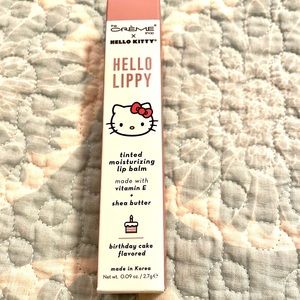 THE
CRÈME
SHOP
×
HELLO KITTY
HELLO
LIPPY
tinted
moisturizing
lip balm
made with
vitamin E
+
shea butter
birthday cake
flavored
made in Korea
Net wt. 0.09 oz. / 2.7g ℮